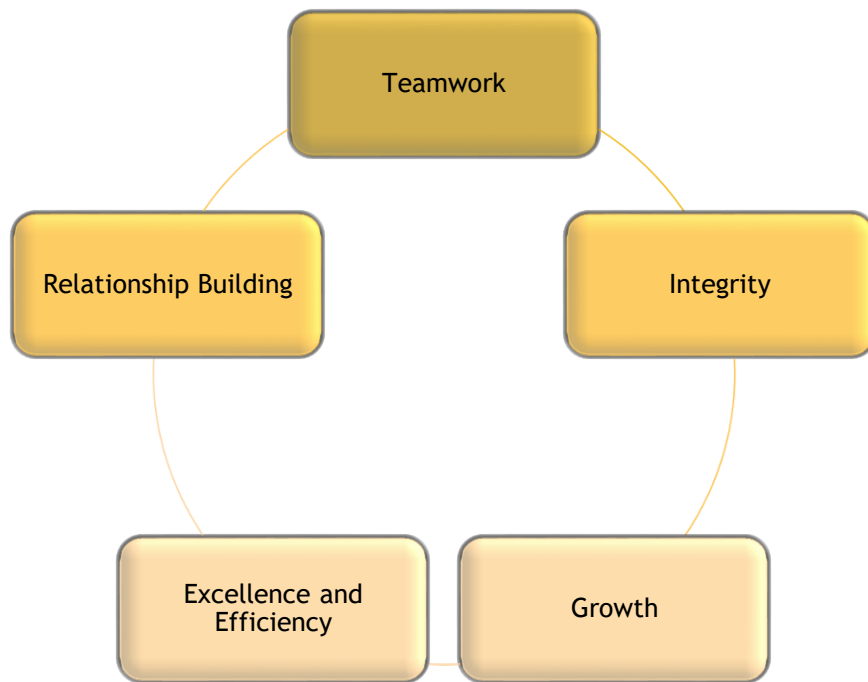 Teamwork
Relationship Building
Integrity
Excellence and
Efficiency
Growth